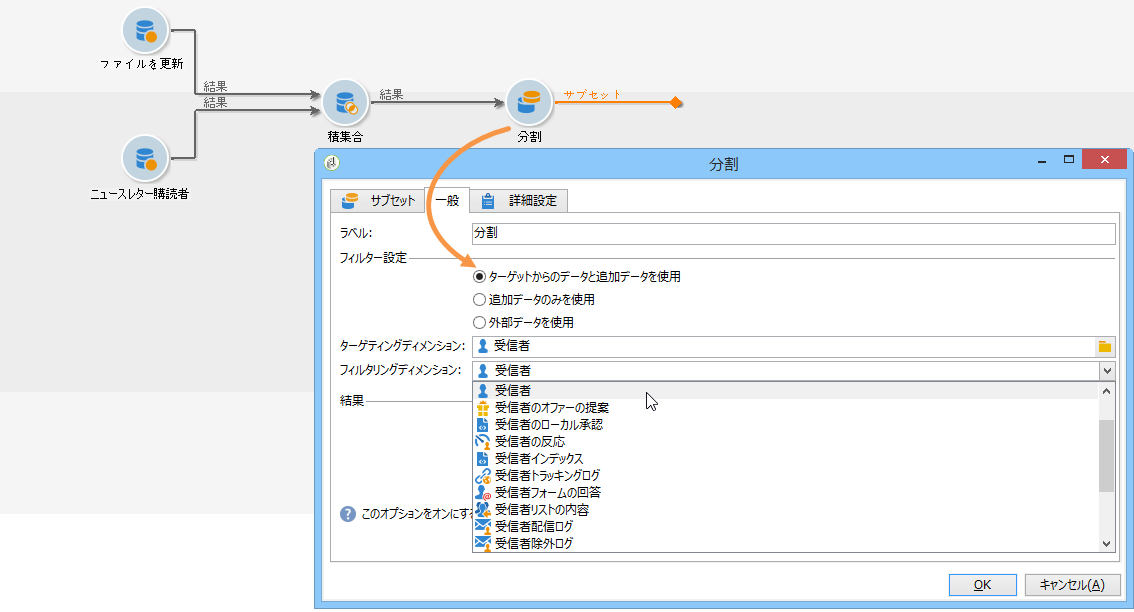 ファイルを更新
結果
結果
ニュースレター購読者
積集合
結果
分割
サブセット
分割
サブセット
一般
詳細設定
ラベル:
分割
フィルター設定
ターゲットからのデータと追加データを使用
追加データのみを使用
外部データを使用
ターゲティングディメンション:
受信者
フィルタリングディメンション:
受信者
結果
受信者
受信者のオファーの提案
受信者のローカル承認
受信者の反応
受信者インデックス
受信者トラッキングログ
受信者フォームの回答
受信者リストの内容
受信者配信ログ
受信者除外ログ
このオプションをオンにす
OK
キャンセル(A)